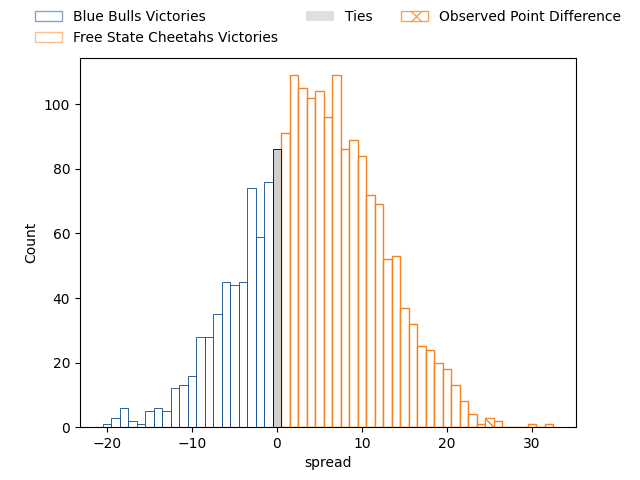 Blue Bulls Victories
Free State Cheetahs Victories
Ties
Observed Point Difference
Count
100
80
60
40
20
0
−20
−10
0
10
20
30
spread